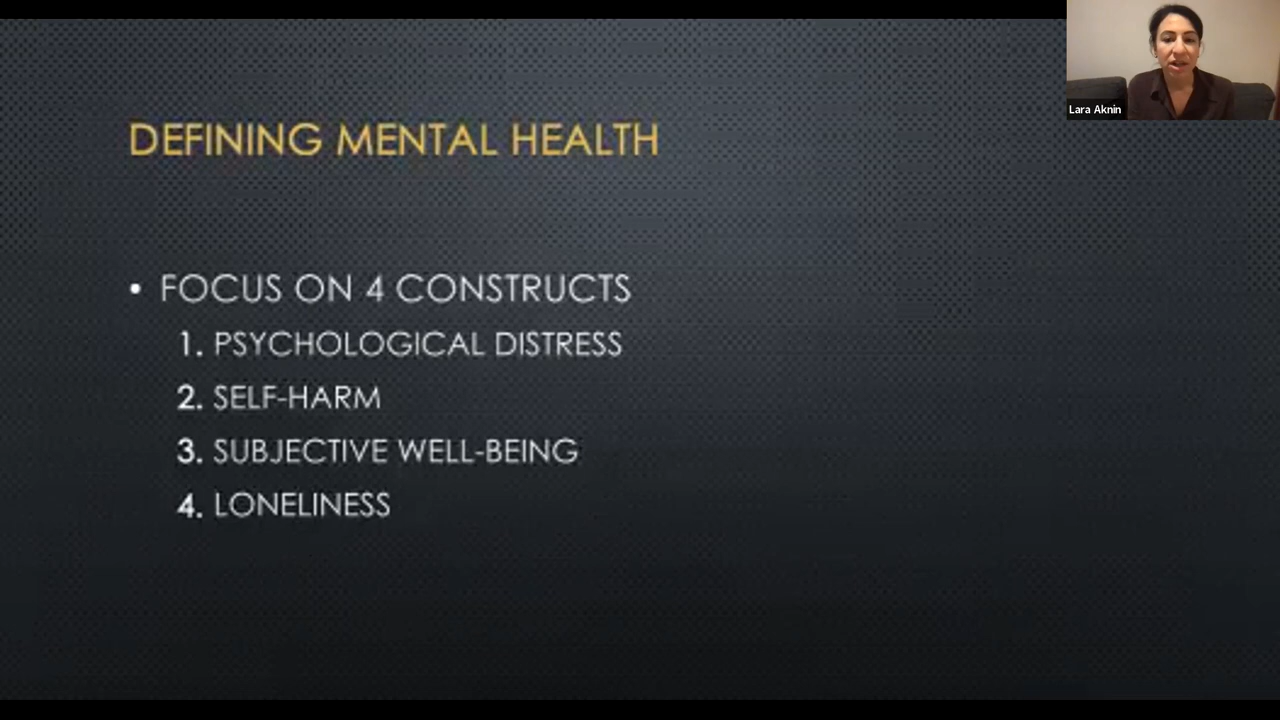 DEFINING MENTAL HEALTH
Lara Aknin
• FOCUS ON 4 CONSTRUCTS
1. PSYCHOLOGICAL DISTRESS
2. SELF-HARM
3. SUBJECTIVE WELL-BEING
4. LONELINESS